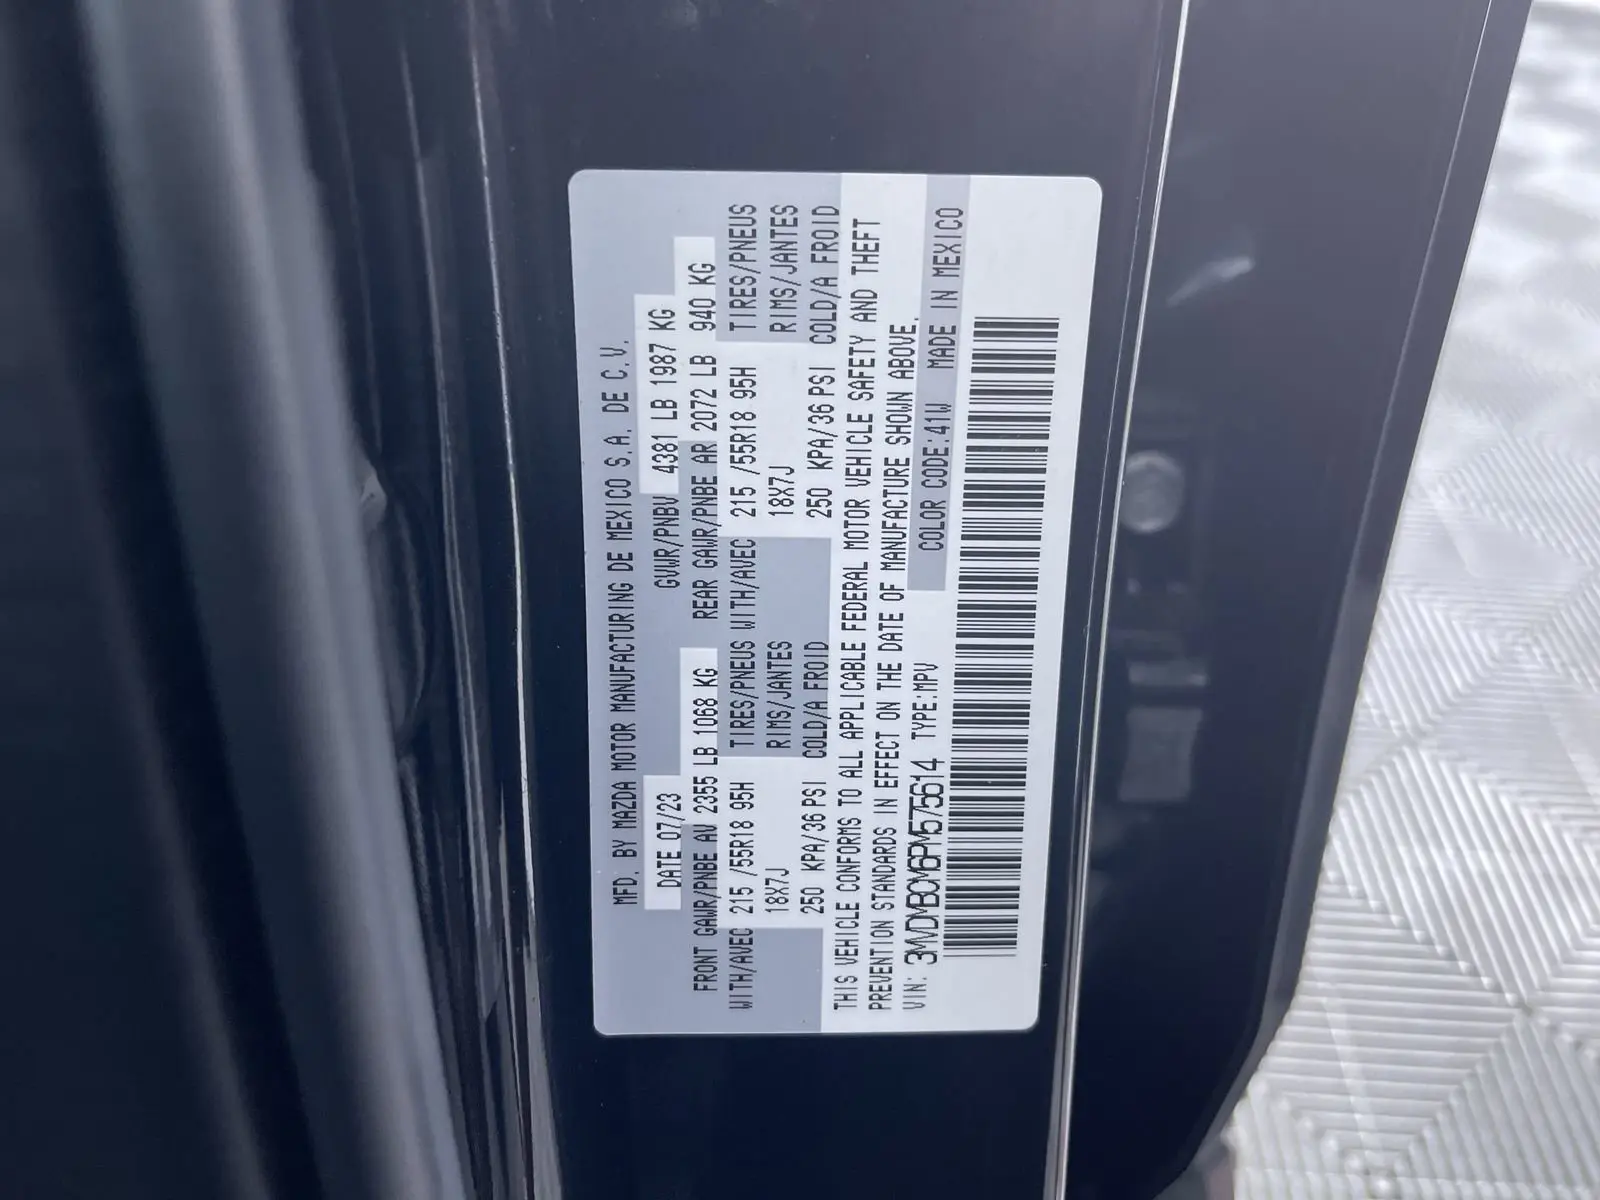 MFD. BY MAZDA MOTOR MANUFACTURING DE MEXICO S.A. DE C.V.
DATE 07/23 GVWR/PNBV 4381 LB 1987 KG
FRONT GAWR/PNBE AV 2355 LB 1068 KG REAR GAWR/PNBE AR 2072 LB 940 KG
WITH/AVEC 215 /55R18 95H TIRES/PNEUS WITH/AVEC 215 /55R18 95H TIRES/PNEUS
18X7J RIMS/JANTES 18X7J RIMS/JANTES
250 KPA/36 PSI COLD/A FROID 250 KPA/36 PSI COLD/A FROID
THIS VEHICLE CONFORMS TO ALL APPLICABLE FEDERAL MOTOR VEHICLE SAFETY AND THEFT
PREVENTION STANDARDS IN EFFECT ON THE DATE OF MANUFACTURE SHOWN ABOVE.
VIN: 3MVDMBCM6PM575614 TYPE:MPV COLOR CODE:41W MADE IN MEXICO